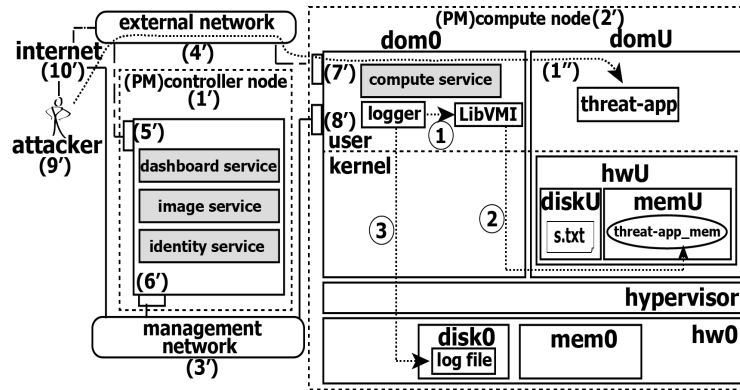 external network
(4')
internet
(10')
attacker
(9')
(PM)controller node
(1')
(5')
dashboard service
image service
identity service
(6')
management
network
(3')
(PM)compute node(2')
dom0
domU
(7')
compute service
(1'')
threat-app
(8')
logger
LibVMI
1
user
kernel
hwU
diskU
memU
s.txt
threat-app_mem
2
3
hypervisor
hw0
disk0
mem0
log file